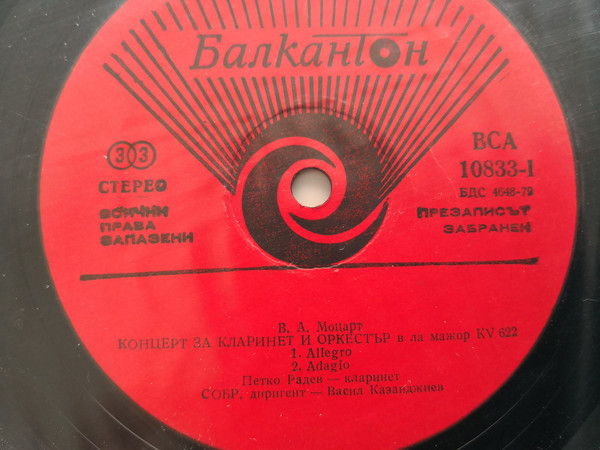 Балкантон
33
СТЕРЕО
ВСИЧКИ
ПРАВА
ЗАПАЗЕНИ
ВСА
10833-1
БДС 4648-79
ПРЕЗАПИСЪТ
ЗАБРАНЕН
В. А. Моцарт
КОНЦЕРТ ЗА КЛАРИНЕТ И ОРКЕСТЪР в ла мажор KV 622
1. Allegro
2. Adagio
Петко Радев — кларинет
СОБР, диригент — Васил Казанджиев